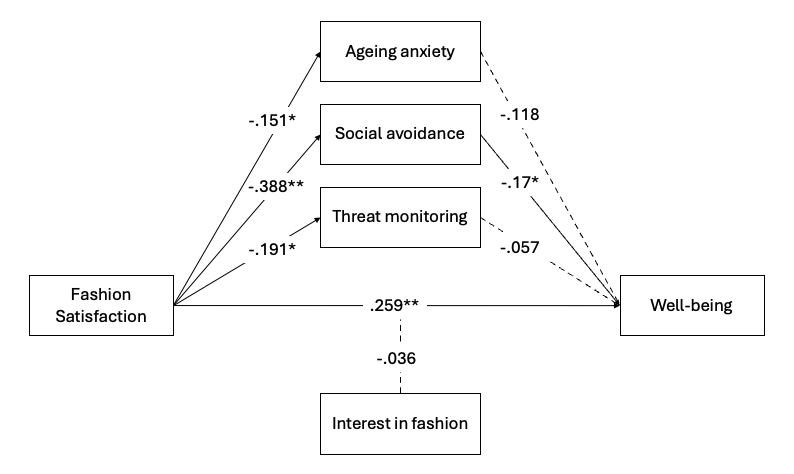 Ageing anxiety
-.151*
-.118
Social avoidance
-.388**
-.17*
Threat monitoring
-.191*
-.057
Fashion
Satisfaction
.259**
Well-being
-.036
Interest in fashion